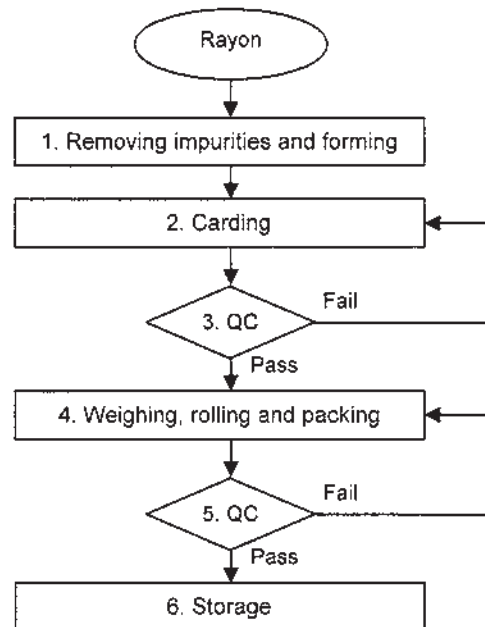 Rayon
1. Removing impurities and forming
2. Carding
3. QC
Fail
Pass
4. Weighing, rolling and packing
5. QC
Fail
Pass
6. Storage